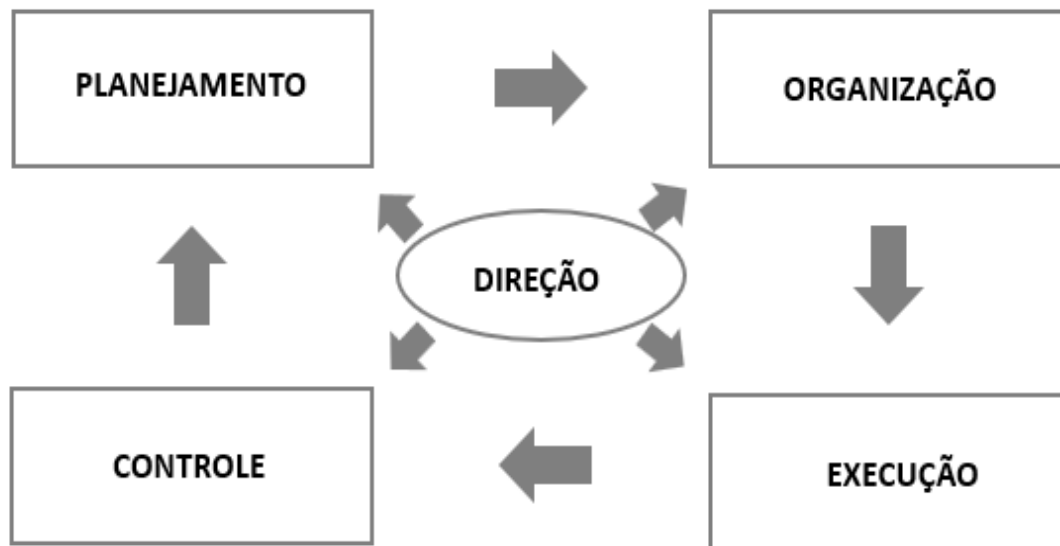 PLANEJAMENTO
ORGANIZAÇÃO
DIREÇÃO
CONTROLE
EXECUÇÃO